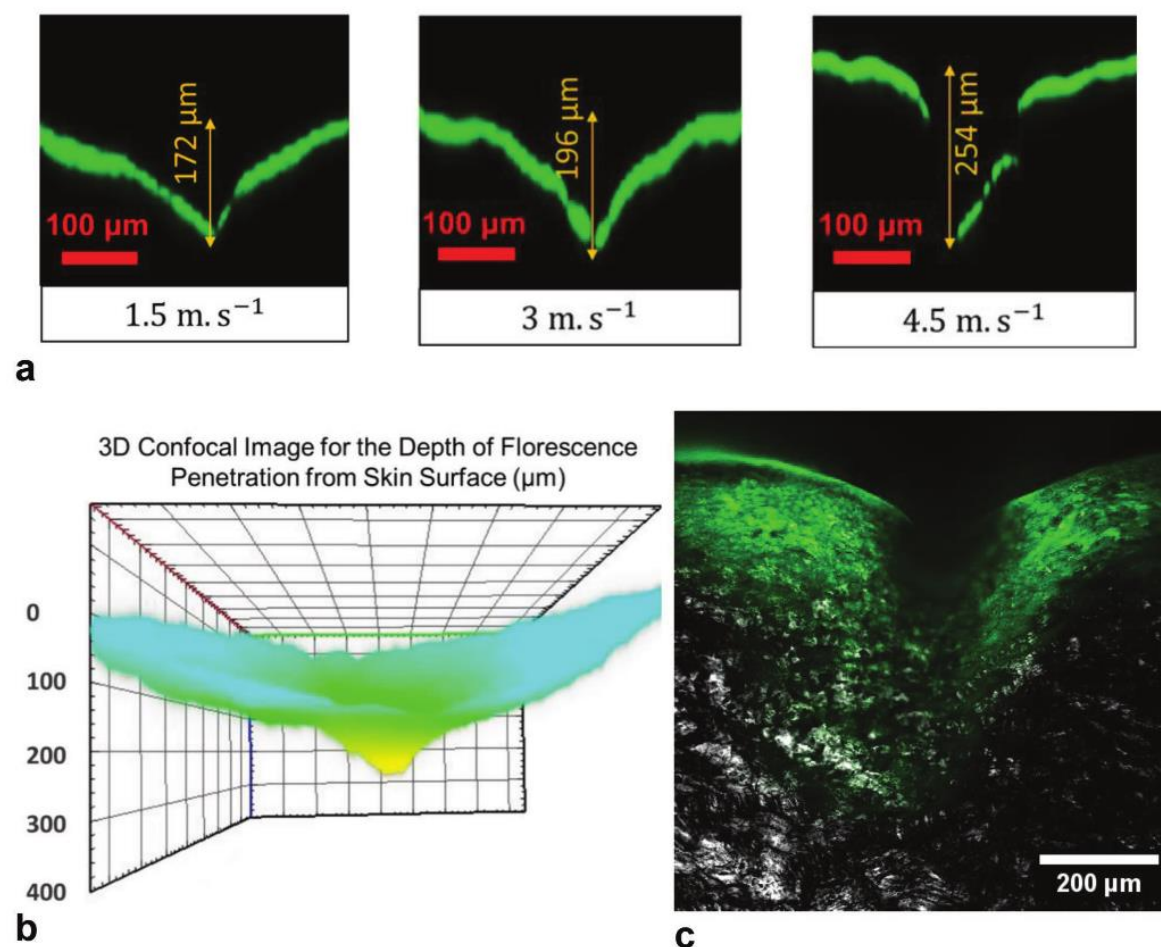 172 µm
100 µm
1.5 m. s⁻¹
196 µm
100 µm
3 m. s⁻¹
254 µm
100 µm
4.5 m. s⁻¹
a
3D Confocal Image for the Depth of Florescence
Penetration from Skin Surface (µm)
0
100
200
300
400
b
200 µm
c